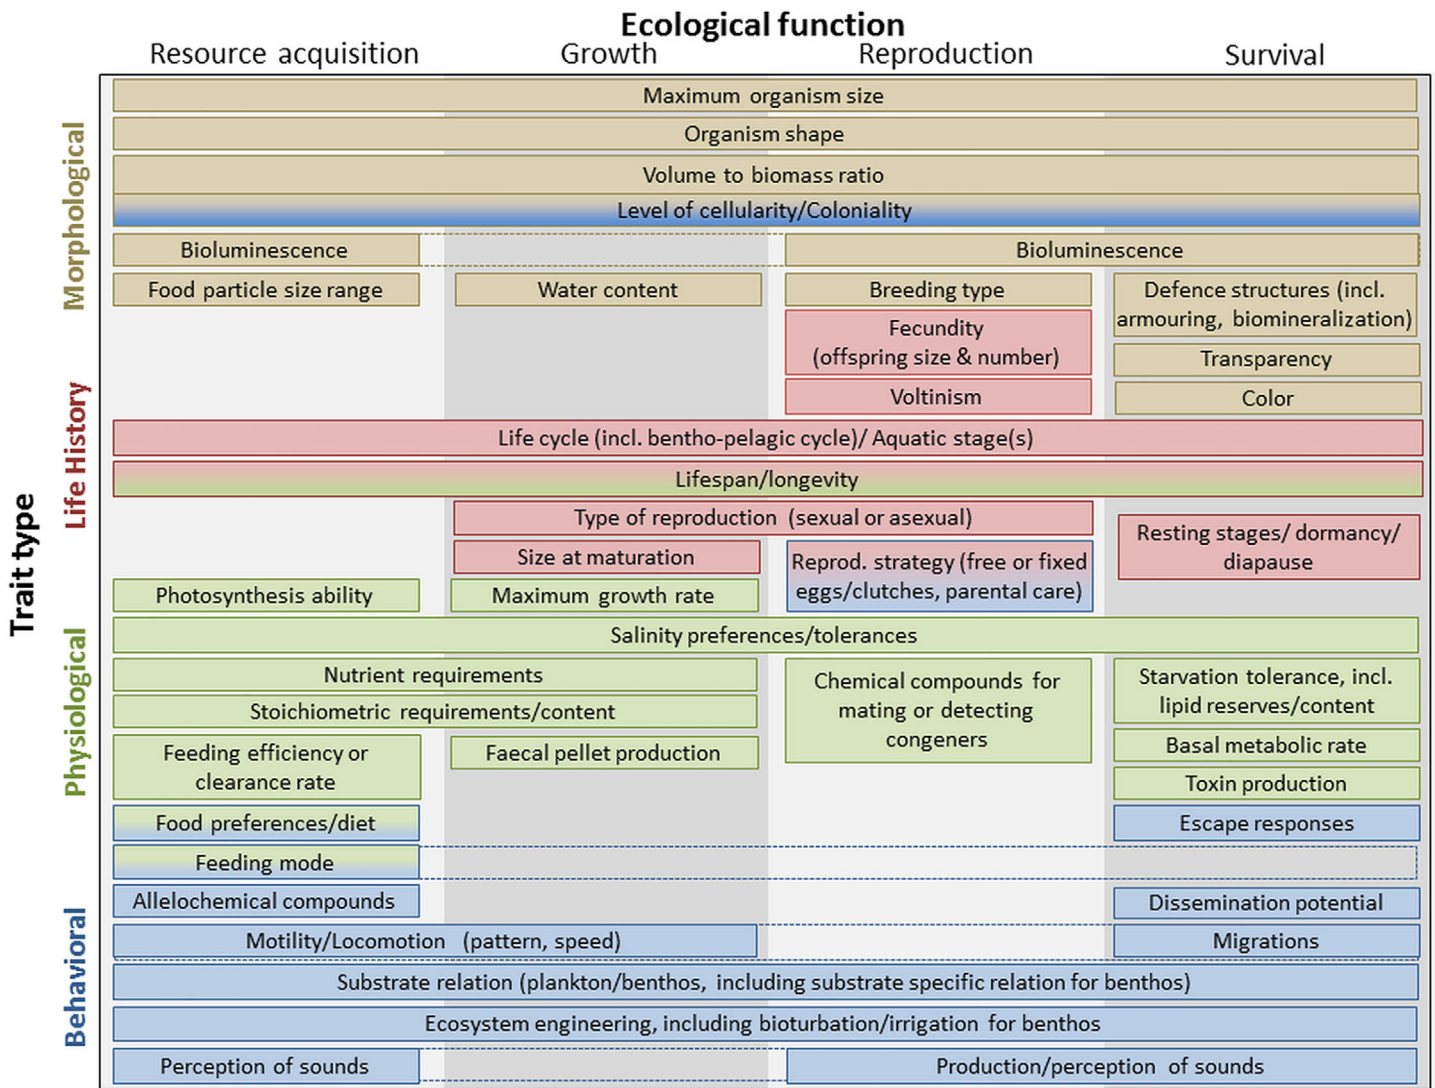 Ecological function
Resource acquisition
Growth
Reproduction
Survival
Trait type
Morphological
Maximum organism size
Organism shape
Volume to biomass ratio
Level of cellularity/Coloniality
Bioluminescence
Bioluminescence
Food particle size range
Water content
Breeding type
Defence structures (incl.
armouring, biomineralization)
Fecundity
(offspring size & number)
Transparency
Voltinism
Color
Life History
Life cycle (incl. bentho-pelagic cycle)/ Aquatic stage(s)
Lifespan/longevity
Type of reproduction (sexual or asexual)
Resting stages/ dormancy/
diapause
Size at maturation
Reprod. strategy (free or fixed
eggs/clutches, parental care)
Photosynthesis ability
Maximum growth rate
Physiological
Salinity preferences/tolerances
Nutrient requirements
Chemical compounds for
mating or detecting
congeners
Starvation tolerance, incl.
lipid reserves/content
Stoichiometric requirements/content
Feeding efficiency or
clearance rate
Faecal pellet production
Basal metabolic rate
Toxin production
Food preferences/diet
Escape responses
Feeding mode
Behavioral
Allelochemical compounds
Dissemination potential
Motility/Locomotion (pattern, speed)
Migrations
Substrate relation (plankton/benthos, including substrate specific relation for benthos)
Ecosystem engineering, including bioturbation/irrigation for benthos
Perception of sounds
Production/perception of sounds